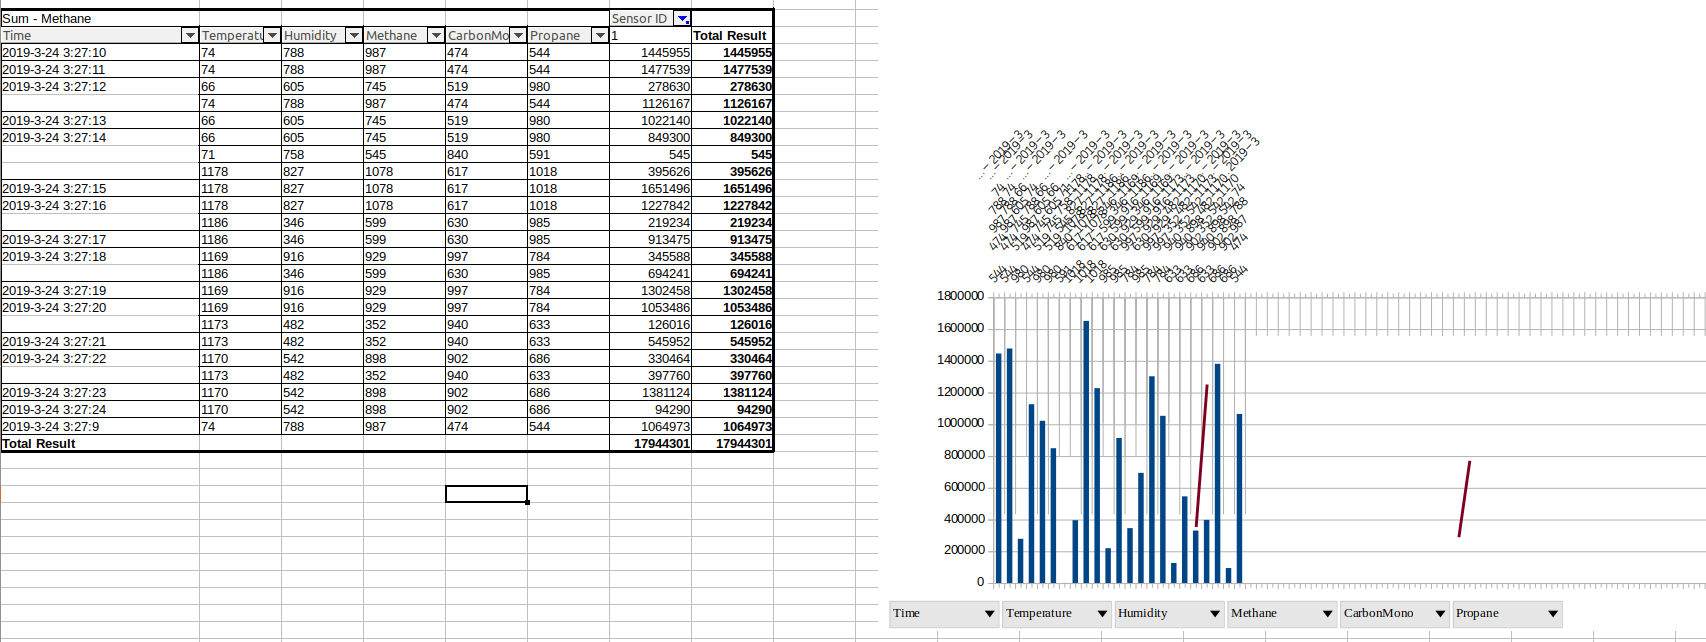 Sum - Methane Sensor ID
Time Temperatu Humidity Methane CarbonMo Propane 1 Total Result
2019-3-24 3:27:10 74 788 987 474 544 1445955 1445955
2019-3-24 3:27:11 74 788 987 474 544 1477539 1477539
2019-3-24 3:27:12 66 605 745 519 980 278630 278630
74 788 987 474 544 1126167 1126167
2019-3-24 3:27:13 66 605 745 519 980 1022140 1022140
2019-3-24 3:27:14 66 605 745 519 980 849300 849300
71 758 545 840 591 545 545
1178 827 1078 617 1018 395626 395626
2019-3-24 3:27:15 1178 827 1078 617 1018 1651496 1651496
2019-3-24 3:27:16 1178 827 1078 617 1018 1227842 1227842
1186 346 599 630 985 219234 219234
2019-3-24 3:27:17 1186 346 599 630 985 913475 913475
2019-3-24 3:27:18 1169 916 929 997 784 345588 345588
1186 346 599 630 985 694241 694241
2019-3-24 3:27:19 1169 916 929 997 784 1302458 1302458
2019-3-24 3:27:20 1169 916 929 997 784 1053486 1053486
1173 482 352 940 633 126016 126016
2019-3-24 3:27:21 1173 482 352 940 633 545952 545952
2019-3-24 3:27:22 1170 542 898 902 686 330464 330464
1173 482 352 940 633 397760 397760
2019-3-24 3:27:23 1170 542 898 902 686 1381124 1381124
2019-3-24 3:27:24 1170 542 898 902 686 94290 94290
2019-3-24 3:27:9 74 788 987 474 544 1064973 1064973
Total Result 17944301 17944301
1800000
1600000
1400000
1200000
1000000
800000
600000
400000
200000
0
Time Temperature Humidity Methane CarbonMono Propane